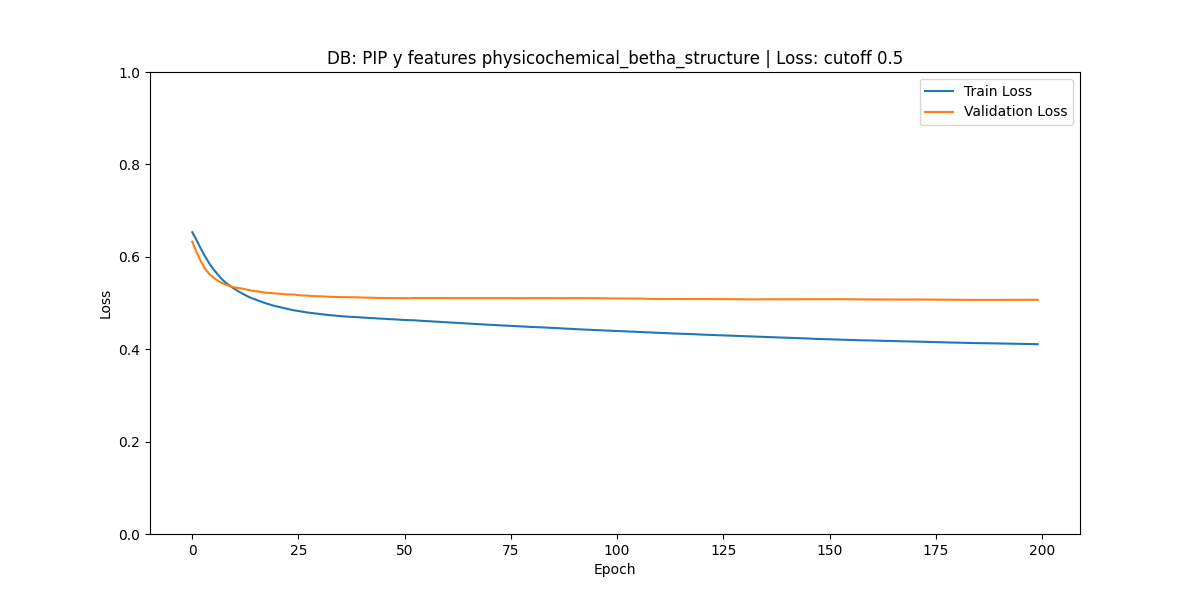 DB: PIP y features physicochemical_betha_structure | Loss: cutoff 0.5
Train Loss
Validation Loss
Loss
1.0
0.8
0.6
0.4
0.2
0.0
0 25 50 75 100 125 150 175 200
Epoch